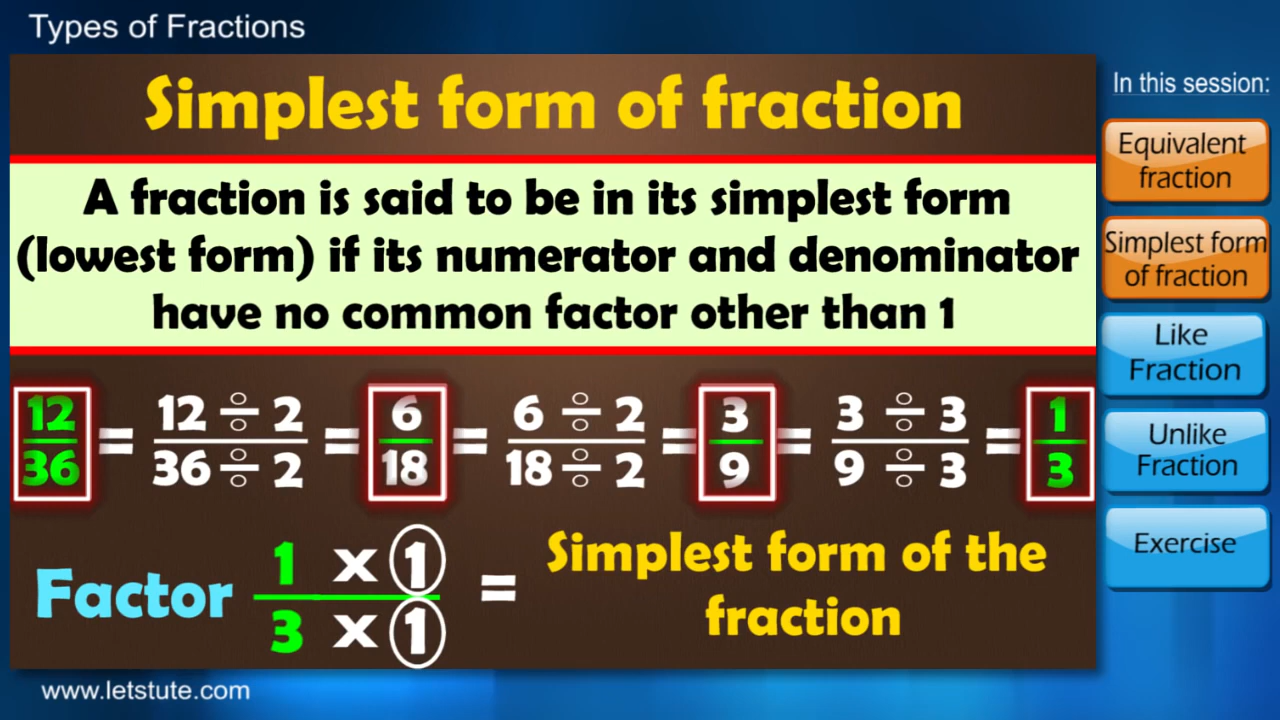 Types of Fractions
In this session:
Simplest form of fraction
A fraction is said to be in its simplest form
(lowest form) if its numerator and denominator
have no common factor other than 1
12/36 = 12 ÷ 2/36 ÷ 2 = 6/18 = 6 ÷ 2/18 ÷ 2 = 3/9 = 3 ÷ 3/9 ÷ 3 = 1/3
Factor 1 x 1/3 x 1 = Simplest form of the
fraction
Equivalent
fraction
Simplest form
of fraction
Like
Fraction
Unlike
Fraction
Exercise
www.letstute.com